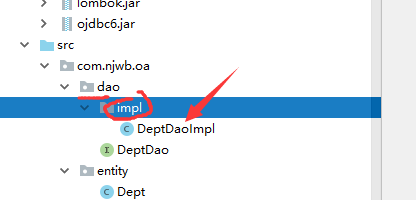 lombok.jar
ojdbc6.jar
src
com.njwb.oa
dao
impl
DeptDaoImpl
DeptDao
entity
Dept